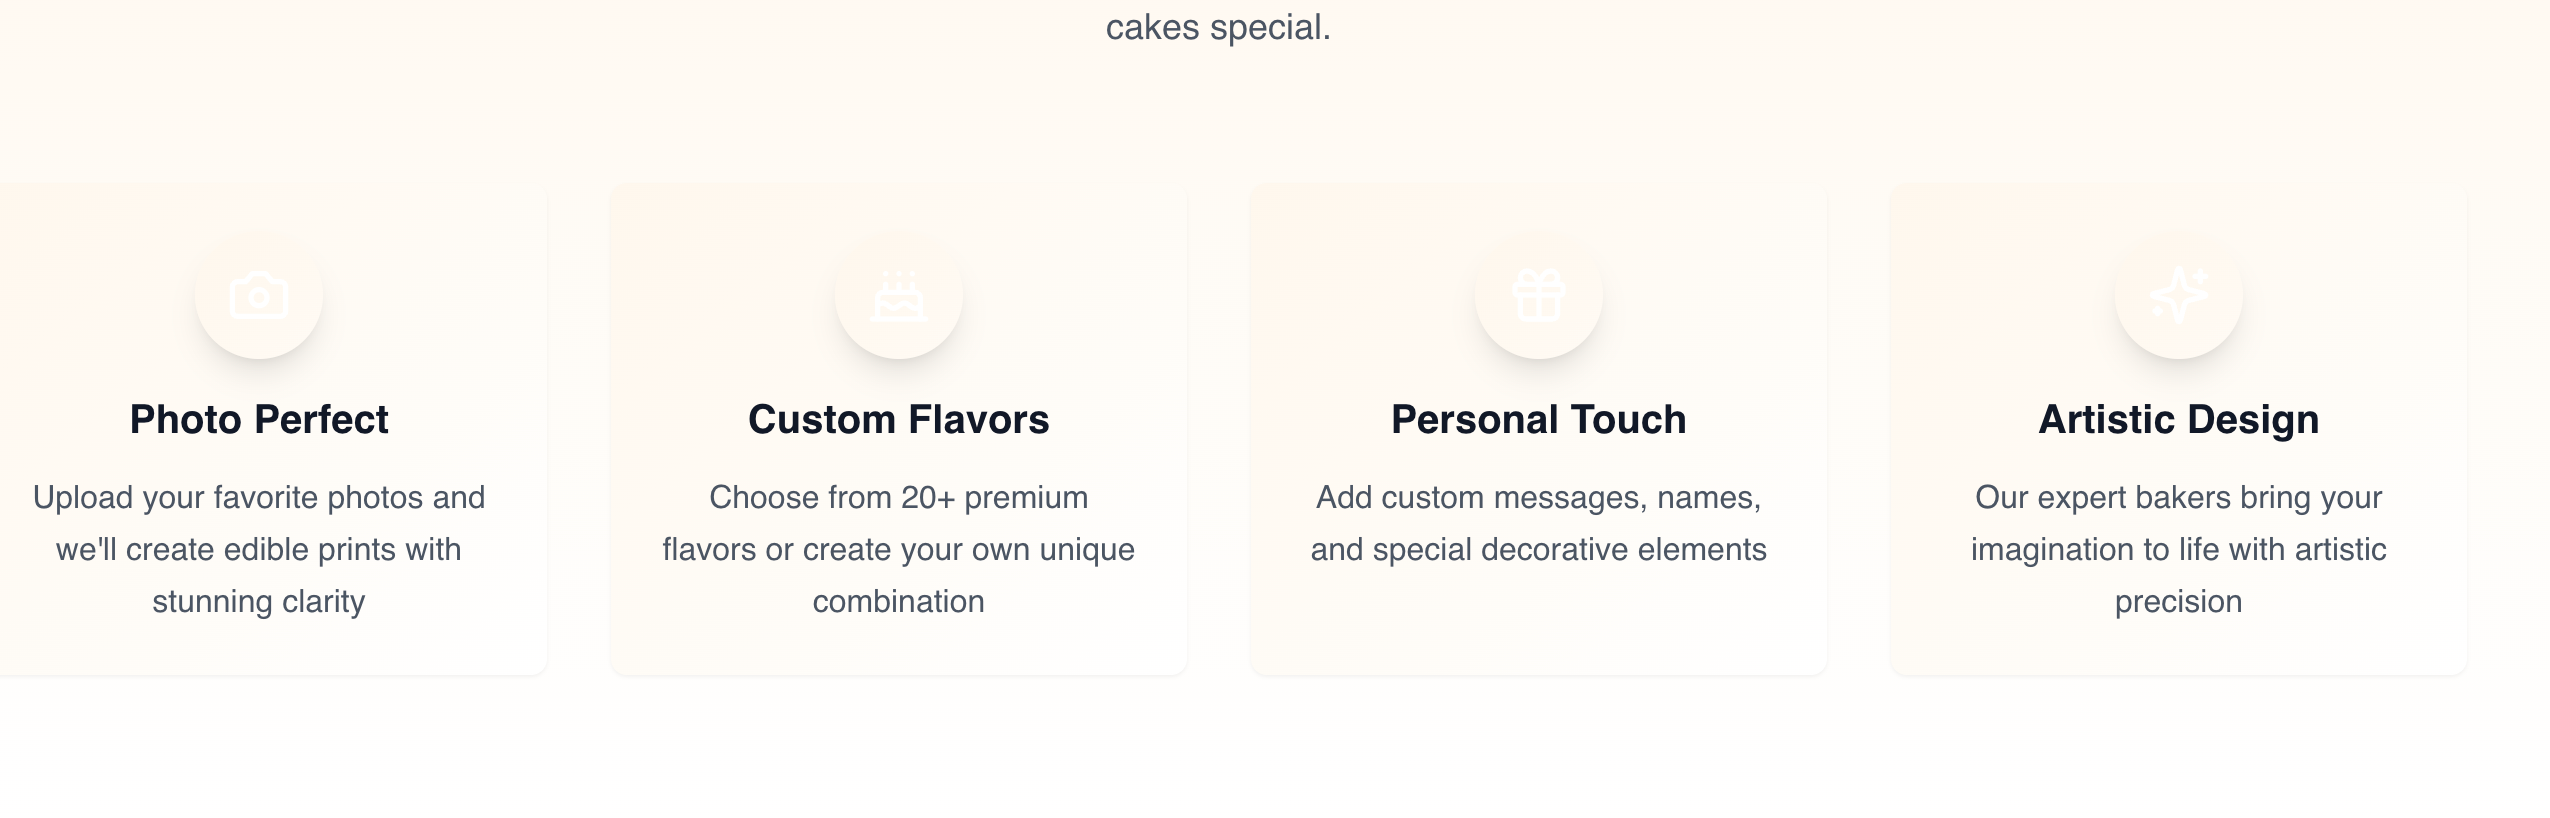 cakes special.
Photo Perfect
Upload your favorite photos and
we'll create edible prints with
stunning clarity
Custom Flavors
Choose from 20+ premium
flavors or create your own unique
combination
Personal Touch
Add custom messages, names,
and special decorative elements
Artistic Design
Our expert bakers bring your
imagination to life with artistic
precision